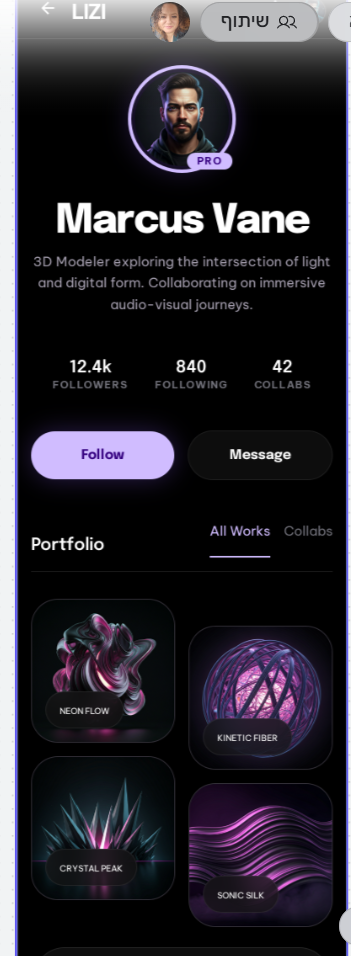 LIZI
שיתוף
PRO
Marcus Vane
3D Modeler exploring the intersection of light
and digital form. Collaborating on immersive
audio-visual journeys.
12.4k 840 42
FOLLOWERS FOLLOWING COLLABS
Follow Message
Portfolio All Works Collabs
NEON FLOW
KINETIC FIBER
CRYSTAL PEAK
SONIC SILK